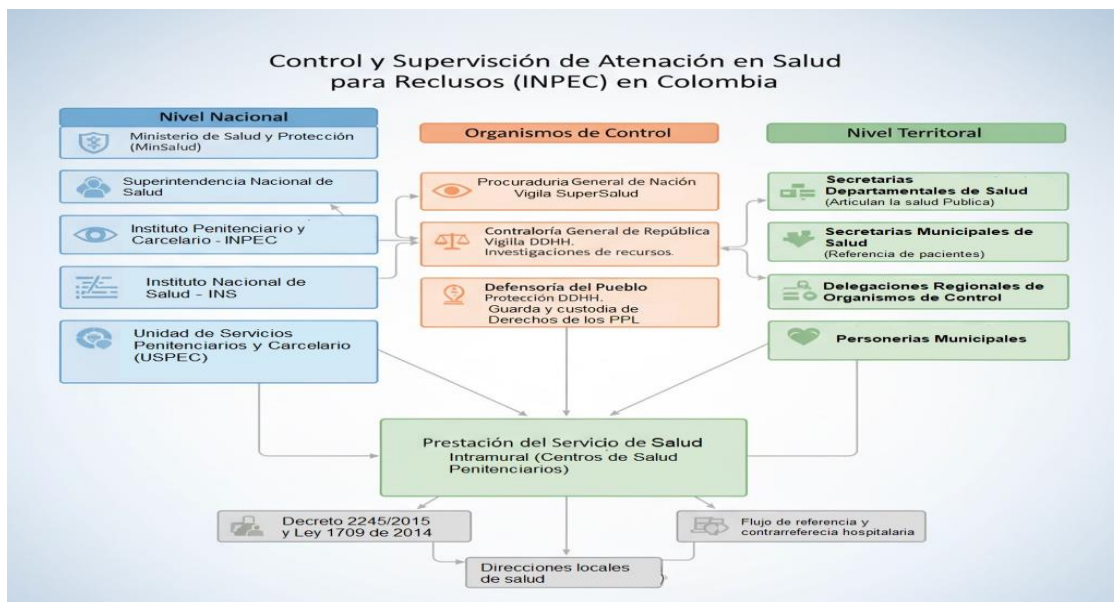 Control y Supervisción de Atención en Salud
para Reclusos (INPEC) en Colombia
Nivel Nacional
Ministerio de Salud y Protección
(MinSalud)
Superintendencia Nacional de
Salud
Instituto Penitenciario y
Carcelario - INPEC
Instituto Nacional de
Salud - INS
Unidad de Servicios
Penitenciarios y Carcelario
(USPEC)
Organismos de Control
Procuraduria General de Nación
Vigila SuperSalud
Contraloría General de República
Vigilla DDHH.
Investigaciones de recursos.
Defensoría del Pueblo
Protección DDHH.
Guarda y custodia de
Derechos de los PPL
Nivel Territoral
Secretarias
Departamentales de Salud
(Articulan la salud Publica)
Secretarias Municipales de
Salud
(Referencia de pacientes)
Delegaciones Regionales de
Organismos de Control
Personerias Municipales
Prestación del Servicio de Salud
Intramural (Centros de Salud
Penitenciarios)
Decreto 2245/2015
y Ley 1709 de 2014
Flujo de referencia y
contrarreferecia hospitalaria
Direcciones locales
de salud )